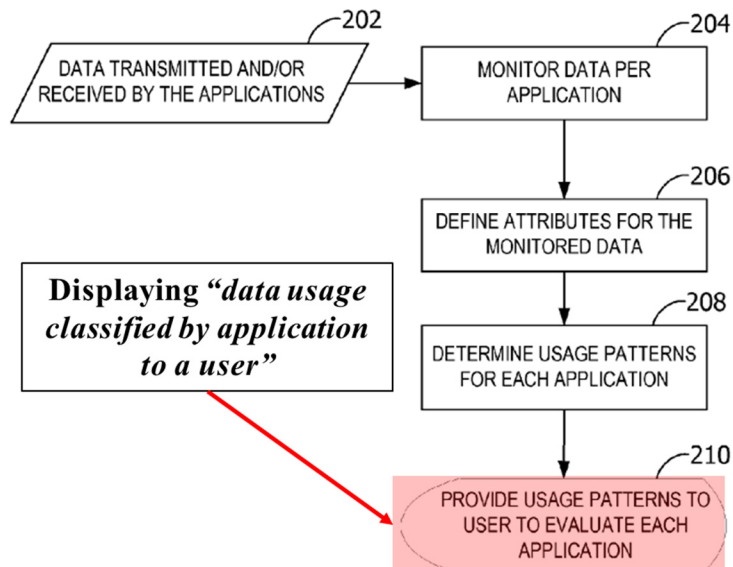 202
DATA TRANSMITTED AND/OR
RECEIVED BY THE APPLICATIONS
204
MONITOR DATA PER
APPLICATION
206
DEFINE ATTRIBUTES FOR THE
MONITORED DATA
Displaying “data usage
classified by application
to a user”
208
DETERMINE USAGE PATTERNS
FOR EACH APPLICATION
210
PROVIDE USAGE PATTERNS TO
USER TO EVALUATE EACH
APPLICATION